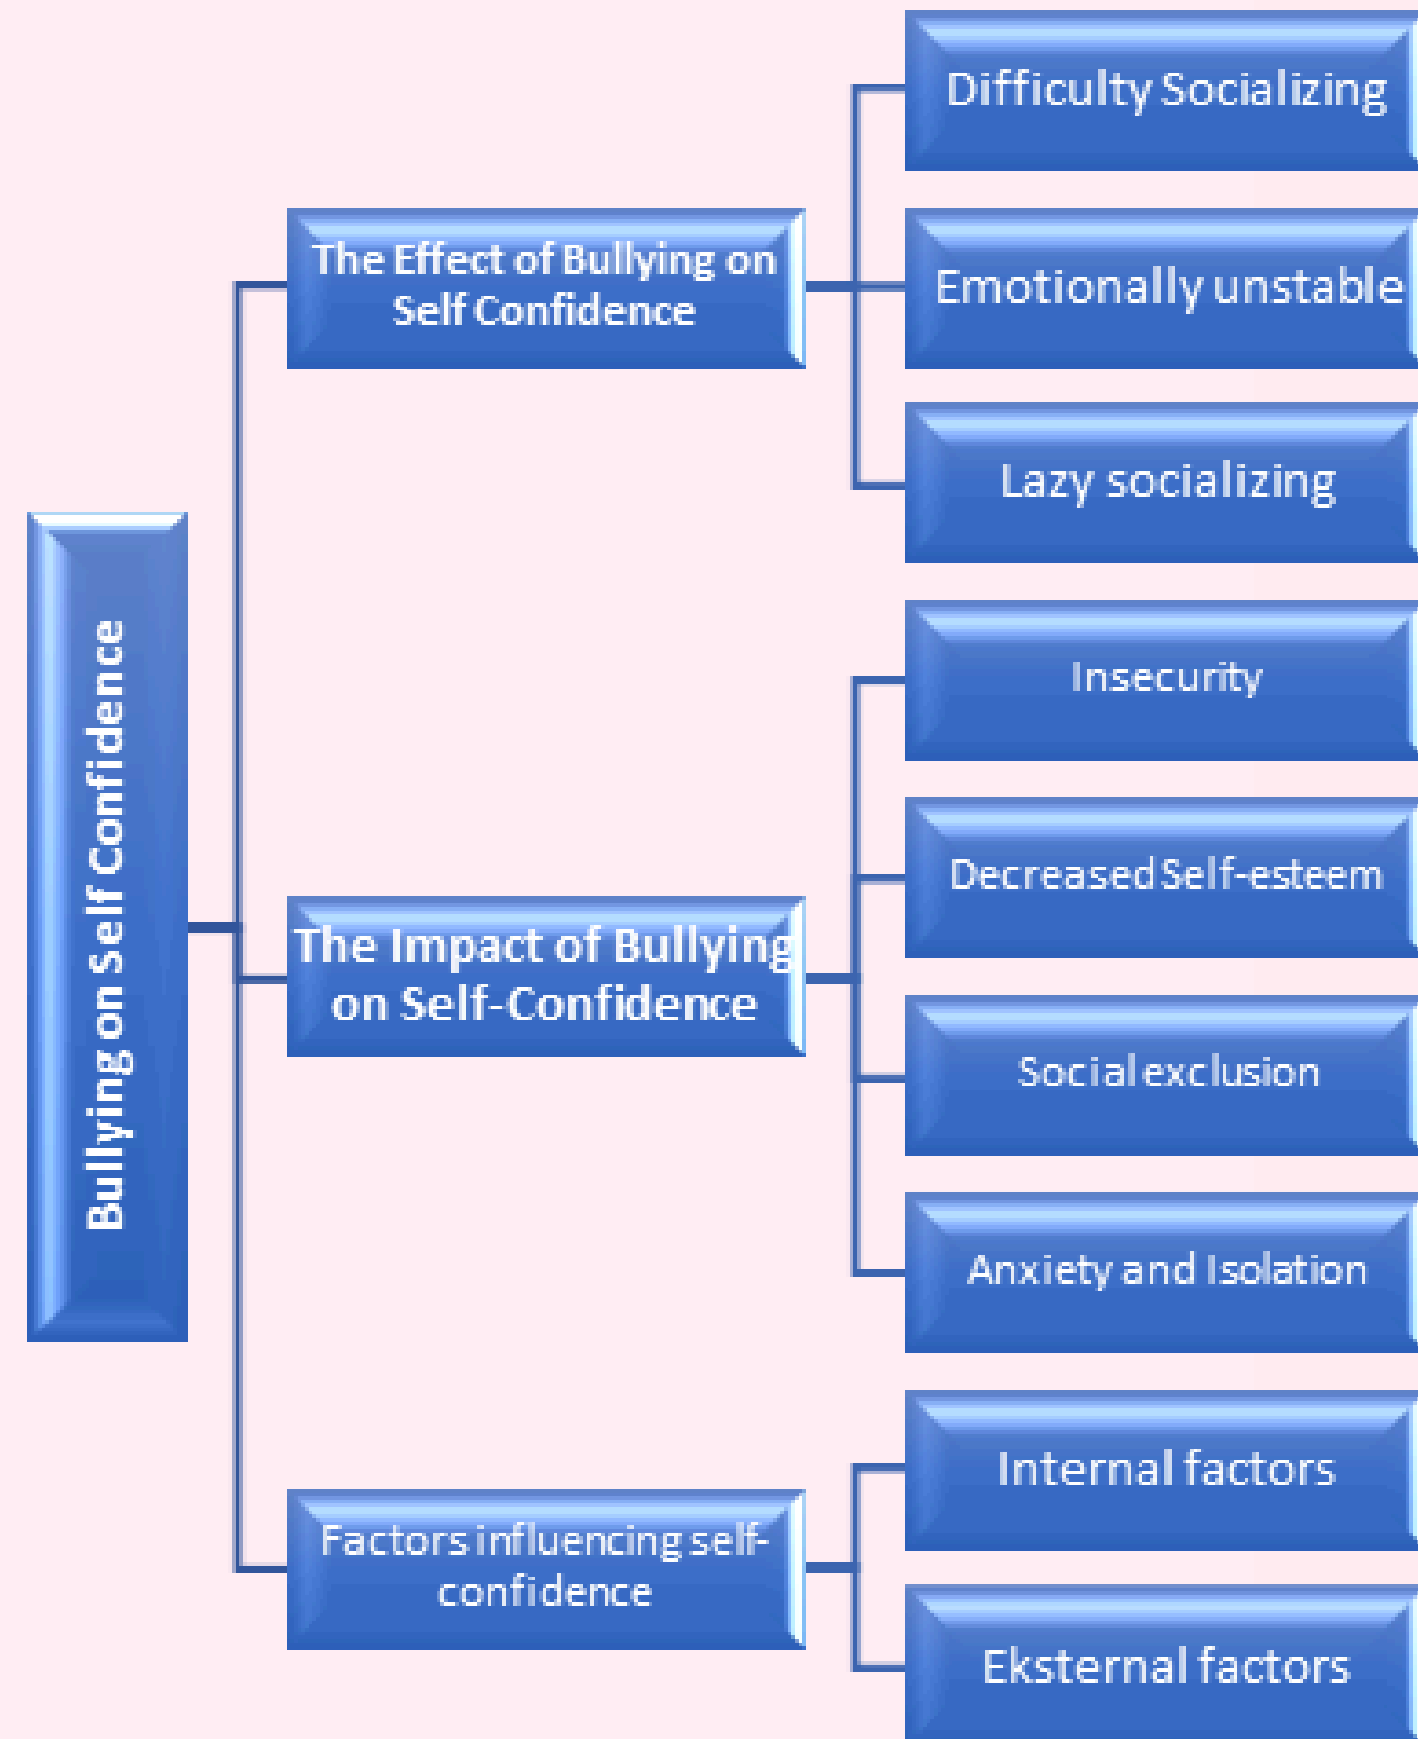 Bullying on Self Confidence
The Effect of Bullying on
Self Confidence
Difficulty Socializing
Emotionally unstable
Lazy socializing
The Impact of Bullying
on Self-Confidence
Insecurity
Decreased Self-esteem
Social exclusion
Anxiety and Isolation
Factors influencing self-
confidence
Internal factors
Eksternal factors